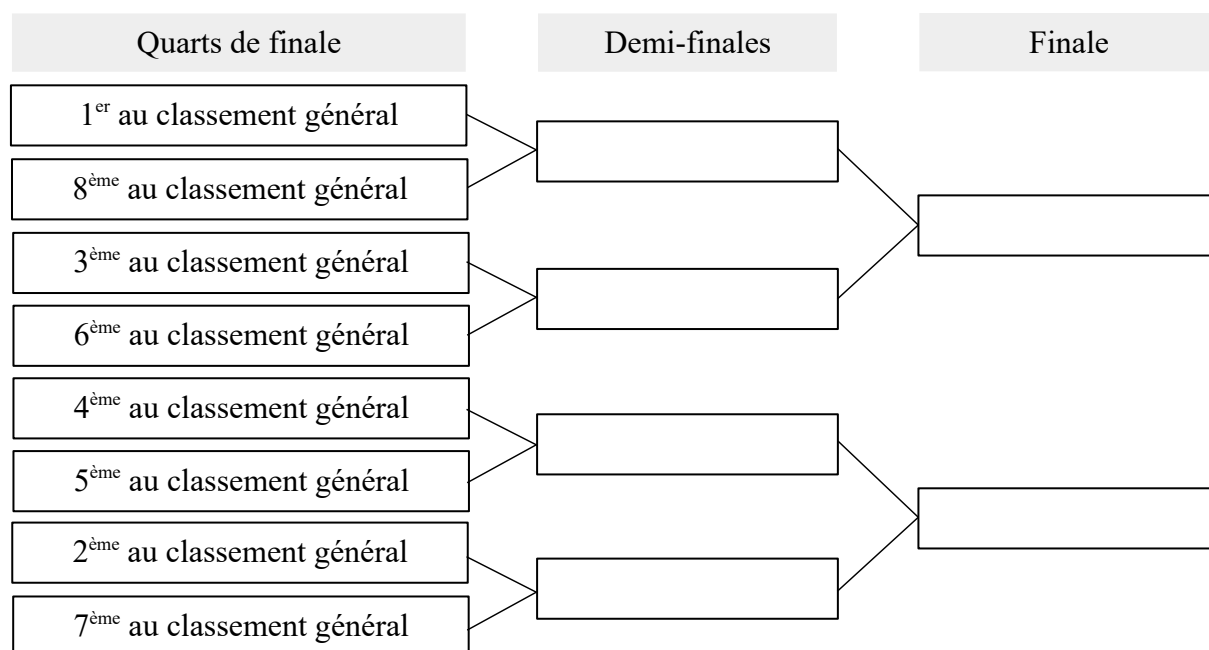 Quarts de finale
Demi-finales
Finale
1er au classement général
8ème au classement général
3ème au classement général
6ème au classement général
4ème au classement général
5ème au classement général
2ème au classement général
7ème au classement général